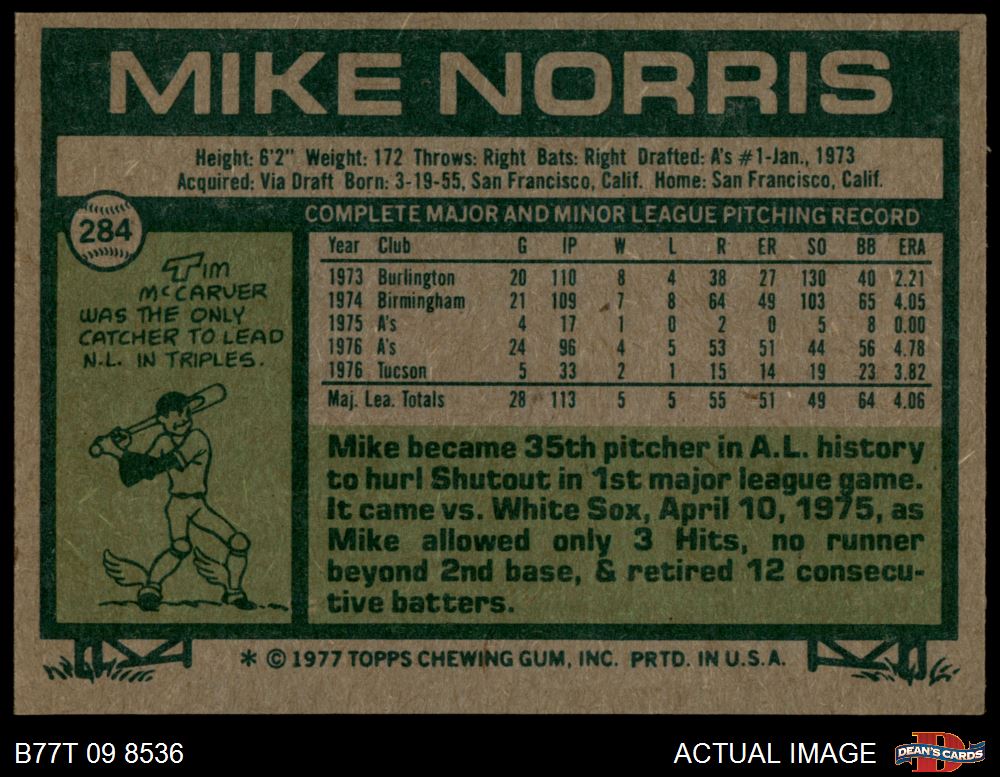 MIKE NORRIS
Height: 6'2" Weight: 172 Throws: Right Bats: Right Drafted: A's #1-Jan., 1973
Acquired: Via Draft Born: 3-19-55, San Francisco, Calif. Home: San Francisco, Calif.
284
TIM
McCARVER
WAS THE ONLY
CATCHER TO LEAD
N.L. IN TRIPLES.
COMPLETE MAJOR AND MINOR LEAGUE PITCHING RECORD
Year Club G IP W L R ER SO BB ERA
1973 Burlington 20 110 8 4 38 27 130 40 2.21
1974 Birmingham 21 109 7 8 64 49 103 65 4.05
1975 A's 4 17 1 0 2 0 5 8 0.00
1976 A's 24 96 4 5 53 51 44 56 4.78
1976 Tucson 5 33 2 1 15 14 19 23 3.82
Maj. Lea. Totals 28 113 5 5 55 51 49 64 4.06
Mike became 35th pitcher in A.L. history
to hurl Shutout in 1st major league game.
It came vs. White Sox, April 10, 1975, as
Mike allowed only 3 Hits, no runner
beyond 2nd base, & retired 12 consecu-
tive batters.
* © 1977 TOPPS CHEWING GUM, INC. PRTD. IN U.S.A.
B77T 09 8536
ACTUAL IMAGE
D
DEAN'S CARDS